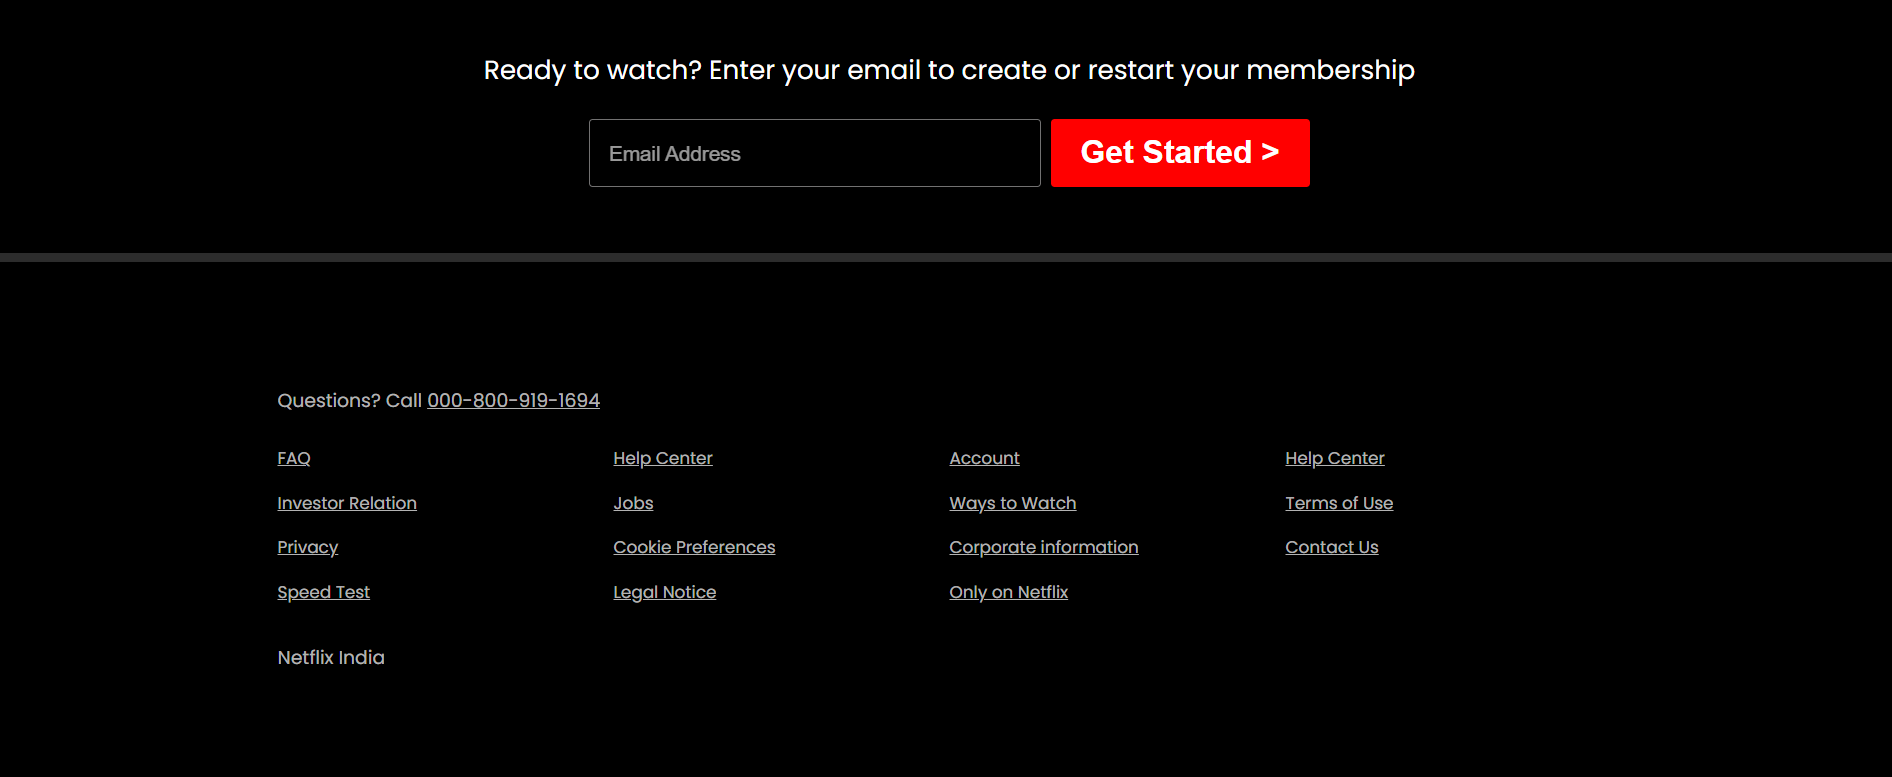 Ready to watch? Enter your email to create or restart your membership
Email Address
Get Started >
Questions? Call 000-800-919-1694
FAQ
Help Center
Account
Help Center
Investor Relation
Jobs
Ways to Watch
Terms of Use
Privacy
Cookie Preferences
Corporate information
Contact Us
Speed Test
Legal Notice
Only on Netflix
Netflix India